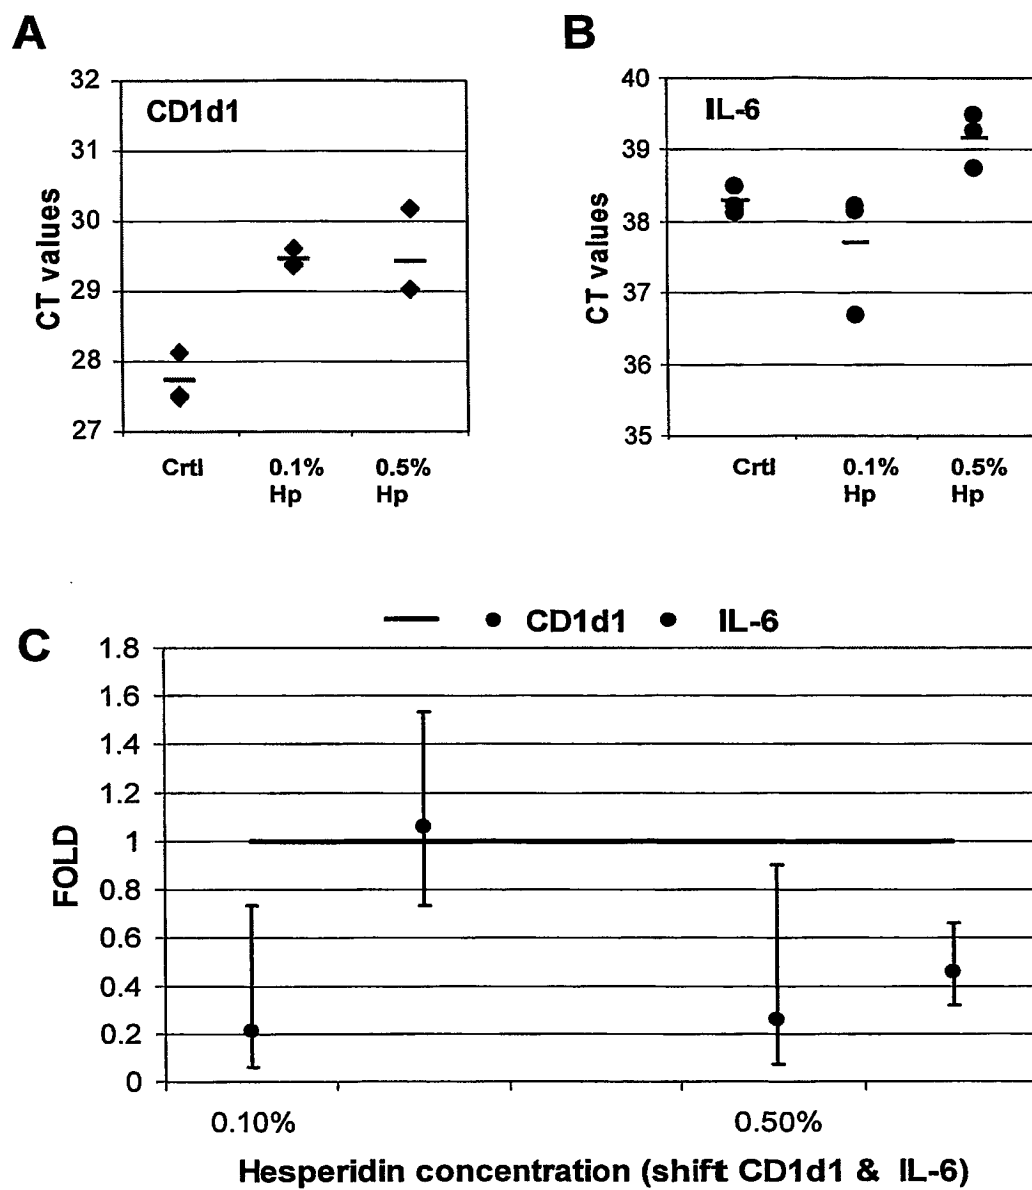 A
B
CD1d1
CT values
32
31
30
29
28
27
Crtl
0.1% Hp
0.5% Hp
IL-6
CT values
40
39
38
37
36
35
Crtl
0.1% Hp
0.5% Hp
C
CD1d1 IL-6
FOLD
1.8
1.6
1.4
1.2
1
0.8
0.6
0.4
0.2
0
0.10% 0.50%
Hesperidin concentration (shift CD1d1 & IL-6)